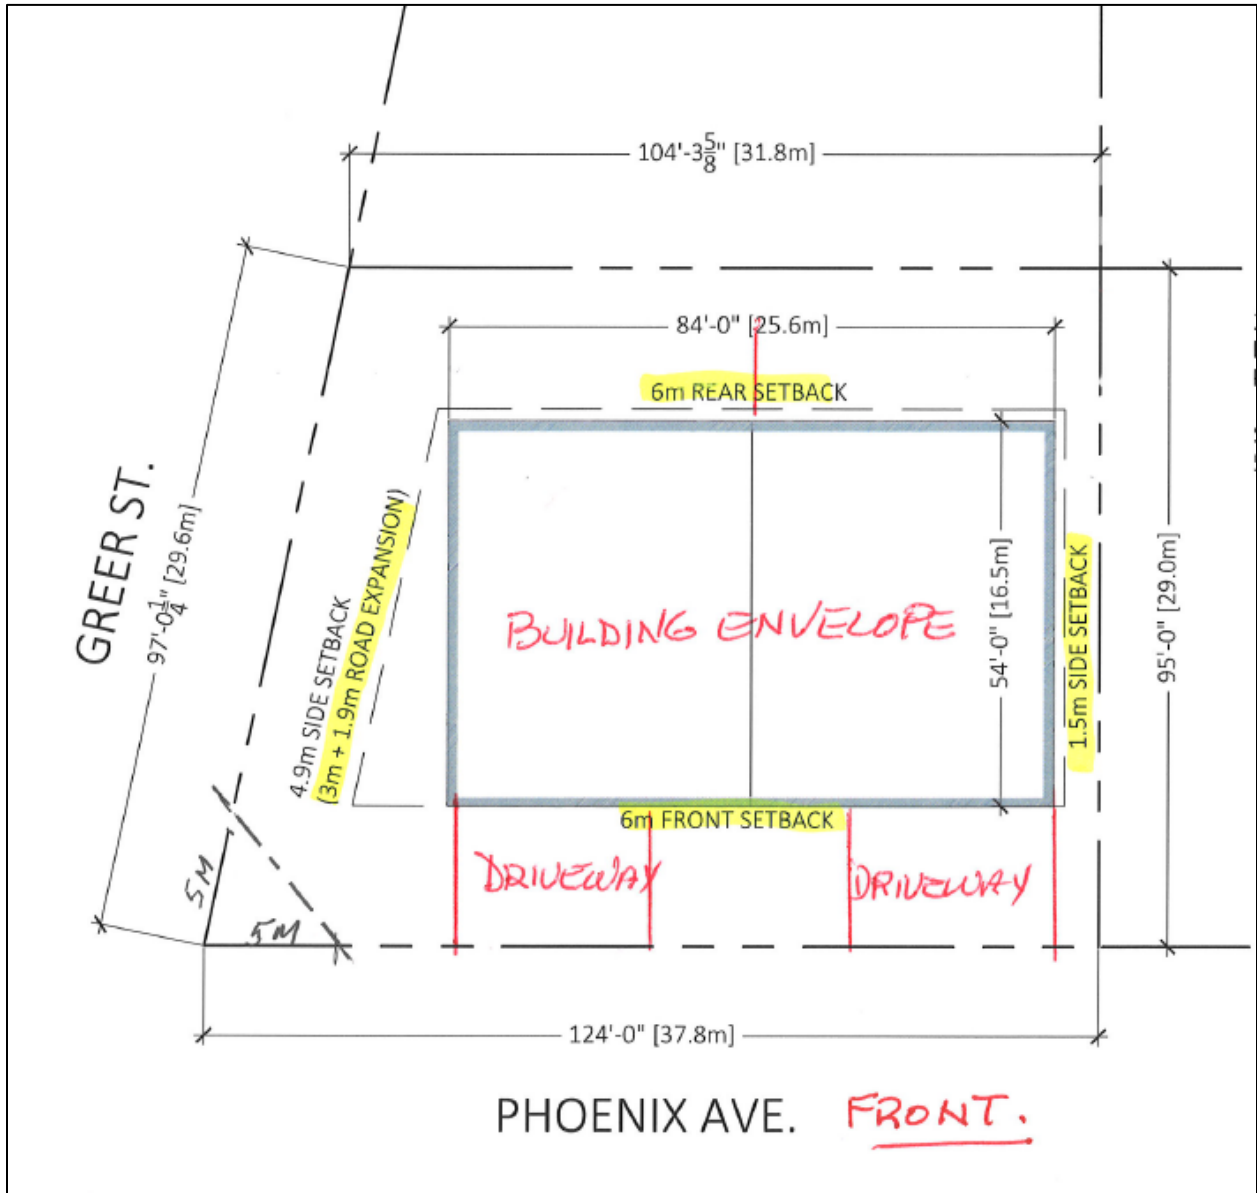 104'-3 5/8" [31.8m]
84'-0" [25.6m]
6m REAR SETBACK
GREER ST.
97'-0 1/4" [29.6m]
4.9m SIDE SETBACK
(3m + 1.9m ROAD EXPANSION)
BUILDING ENVELOPE
54'-0" [16.5m]
1.5m SIDE SETBACK
95'-0" [29.0m]
6m FRONT SETBACK
DRIVEWAY
DRIVEWAY
5M
5M
124'-0" [37.8m]
PHOENIX AVE. FRONT.